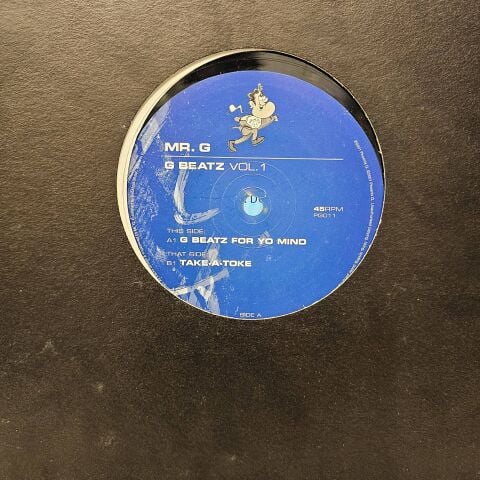 MR. G
G BEATZ VOL.1
45RPM
PG011
THIS SIDE:
A1 G BEATZ FOR YO MIND
THAT SIDE:
B1 TAKE-A-TOKE
SIDE A